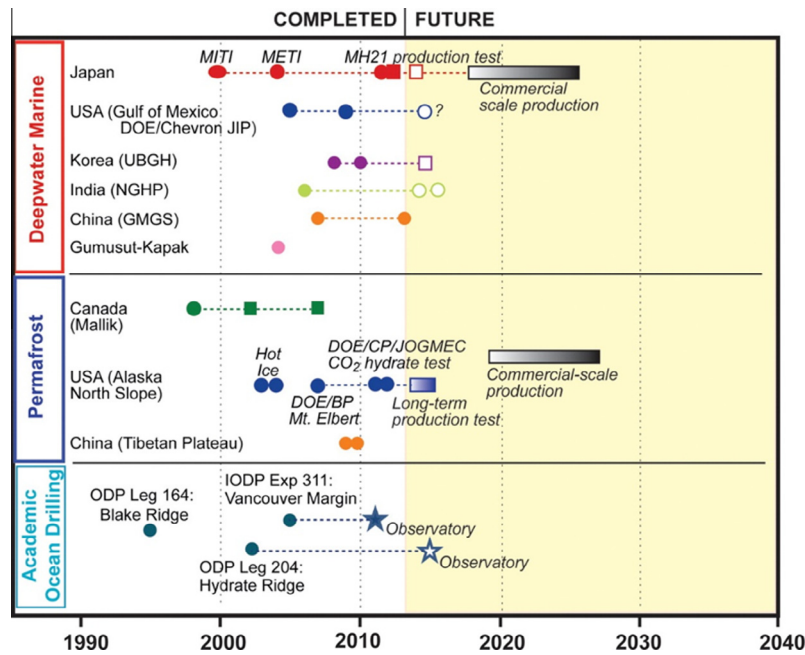 COMPLETED FUTURE
Deepwater Marine
MITI METI MH21 production test
Japan
Commercial
scale production
USA (Gulf of Mexico
DOE/Chevron JIP)
?
Korea (UBGH)
India (NGHP)
China (GMGS)
Gumusut-Kapak
Permafrost
Canada
(Mallik)
Hot
Ice
DOE/CP/JOGMEC
CO2 hydrate test
USA (Alaska
North Slope)
DOE/BP
Mt. Elbert
Long-term
production test
Commercial-scale
production
China (Tibetan Plateau)
Academic
Ocean Drilling
ODP Leg 164:
Blake Ridge
IODP Exp 311:
Vancouver Margin
Observatory
ODP Leg 204:
Hydrate Ridge
Observatory
1990 2000 2010 2020 2030 2040